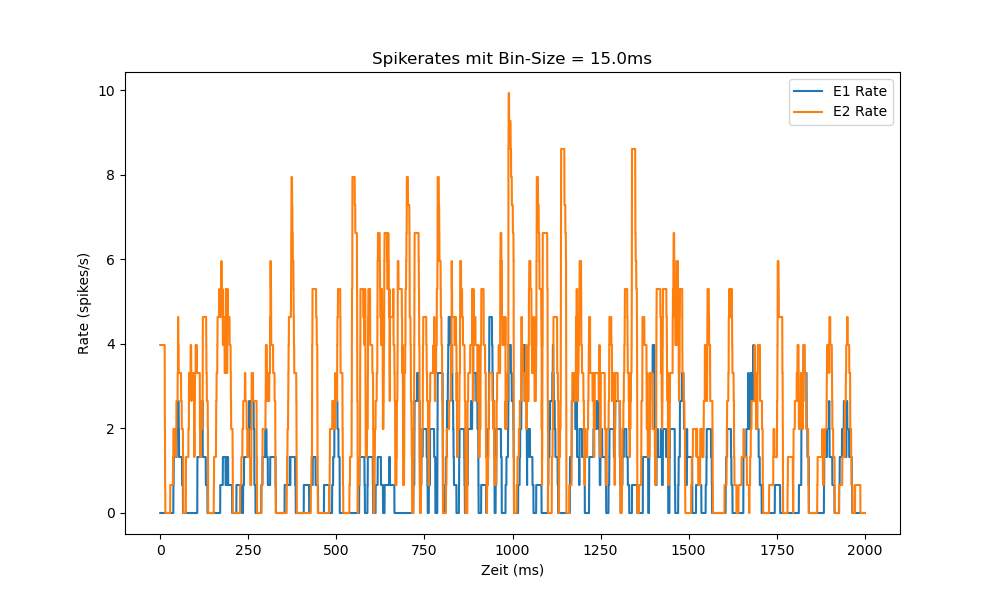 Spikerates mit Bin-Size = 15.0ms
E1 Rate
E2 Rate
Rate (spikes/s)
10
8
6
4
2
0
0 250 500 750 1000 1250 1500 1750 2000
Zeit (ms)